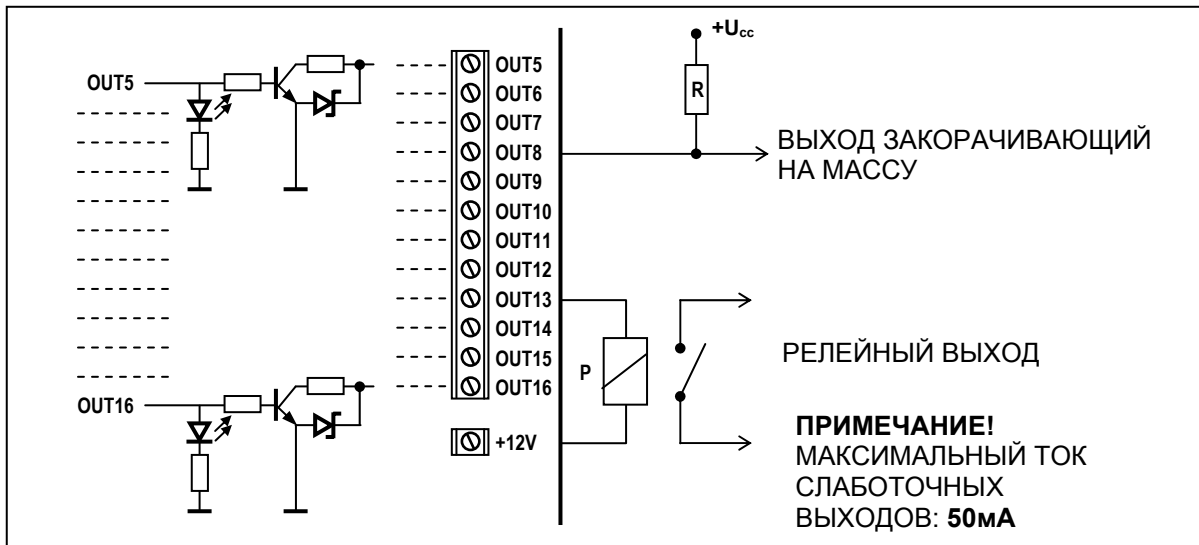 +Ucc
OUT5
OUT5
OUT6
R
OUT7
OUT8
ВЫХОД ЗАКОРАЧИВАЮЩИЙ
НА МАССУ
OUT9
OUT10
OUT11
OUT12
OUT13
OUT14
OUT15
РЕЛЕЙНЫЙ ВЫХОД
P
OUT16
OUT16
+12V
ПРИМЕЧАНИЕ!
МАКСИМАЛЬНЫЙ ТОК
СЛАБОТОЧНЫХ
ВЫХОДОВ: 50мА